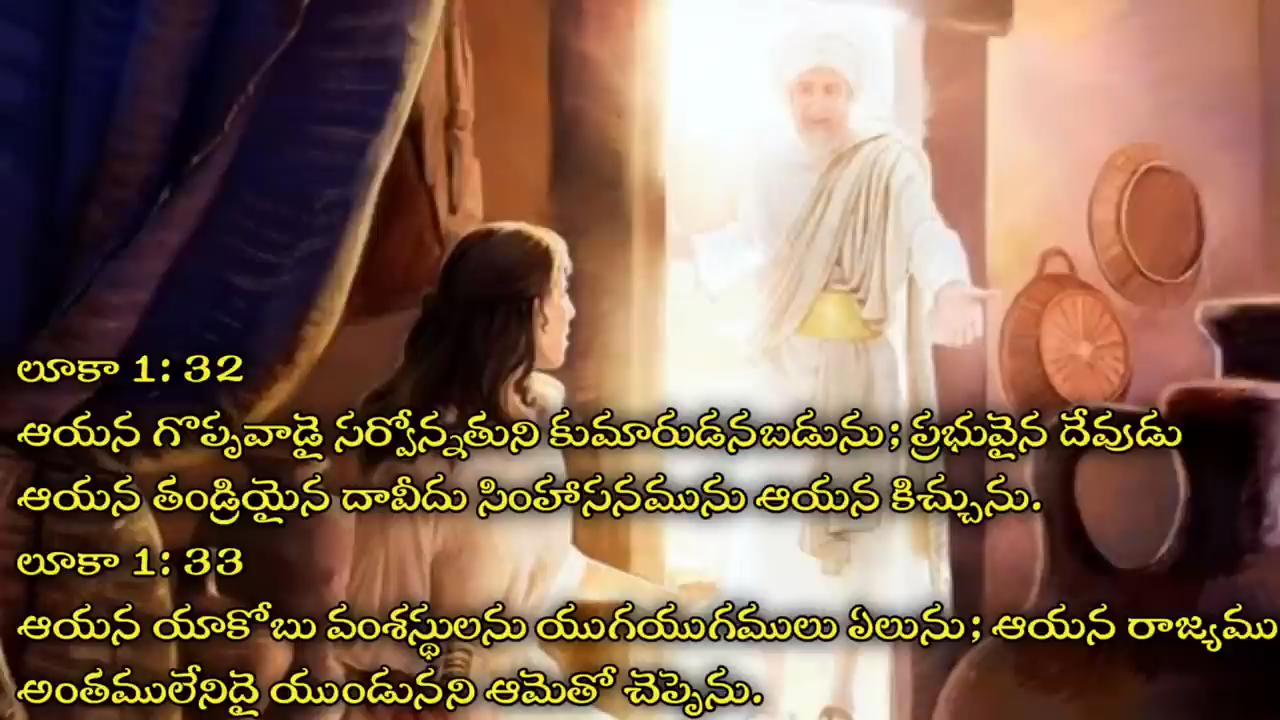 లూకా 1: 32
ఆయన గొప్పవాడై సర్వోన్నతుని కుమారుడనబడును; ప్రభువైన దేవుడు
ఆయన తండ్రియైన దావీదు సింహాసనమును ఆయన కిచ్చును.
లూకా 1: 33
ఆయన యాకోబు వంశస్థులను యుగయుగములు ఏలును; ఆయన రాజ్యము
అంతములేనిదై యుండునని ఆమెతో చెప్పెను.